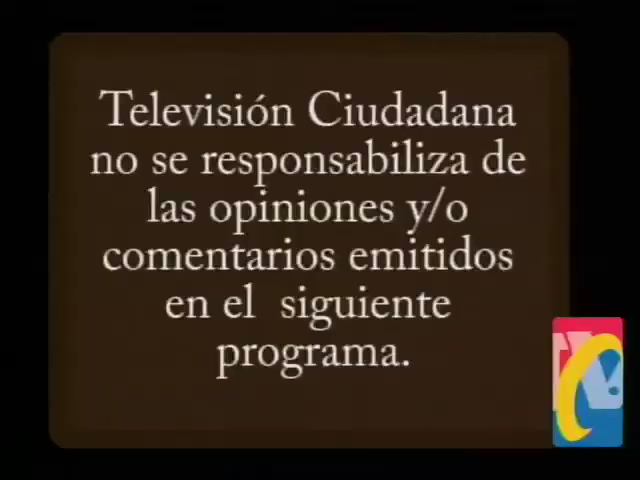 Televisión Ciudadana
no se responsabiliza de
las opiniones y/o
comentarios emitidos
en el siguiente
programa.